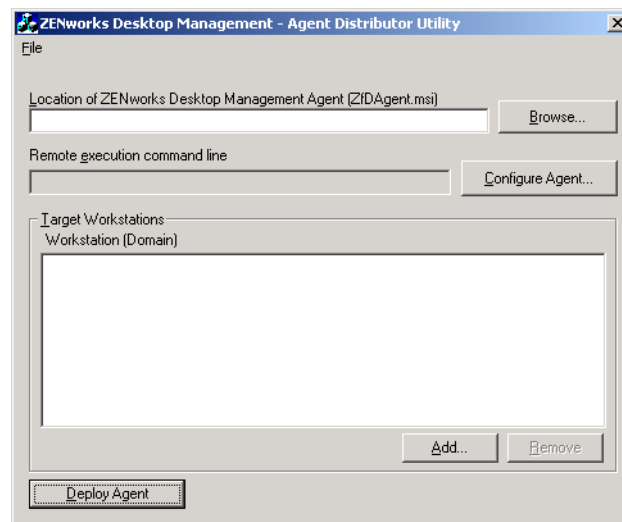 ZENworks Desktop Management - Agent Distributor Utility
File
Location of ZENworks Desktop Management Agent (ZfDAgent.msi)
Browse...
Remote execution command line
Configure Agent...
Target Workstations
Workstation (Domain)
Add...
Remove
Deploy Agent